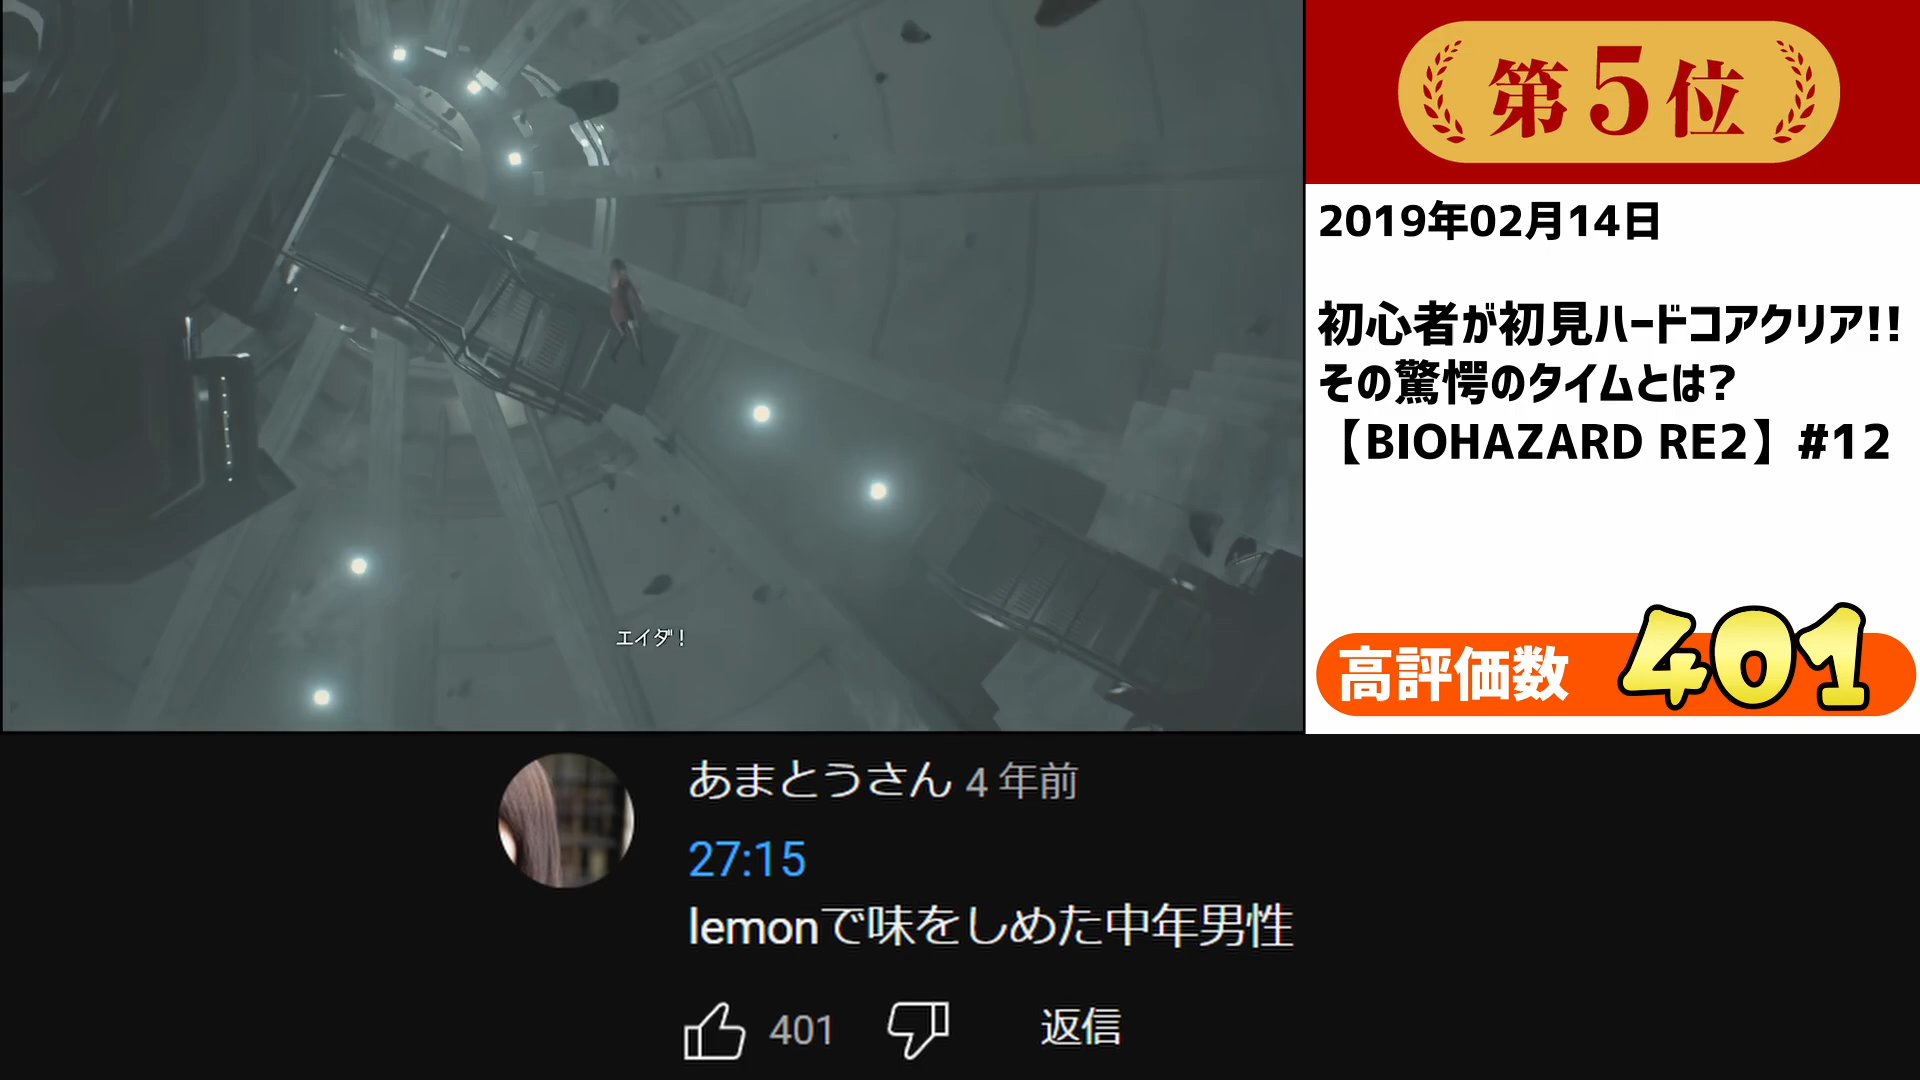 第5位
2019年02月14日
初心者が初見ハードコアクリア!!
その驚愕のタイムとは?
【BIOHAZARD RE2】#12
高評価数 401
エイダ!
あまとうさん 4 年前
27:15
lemonで味をしめた中年男性
401 返信